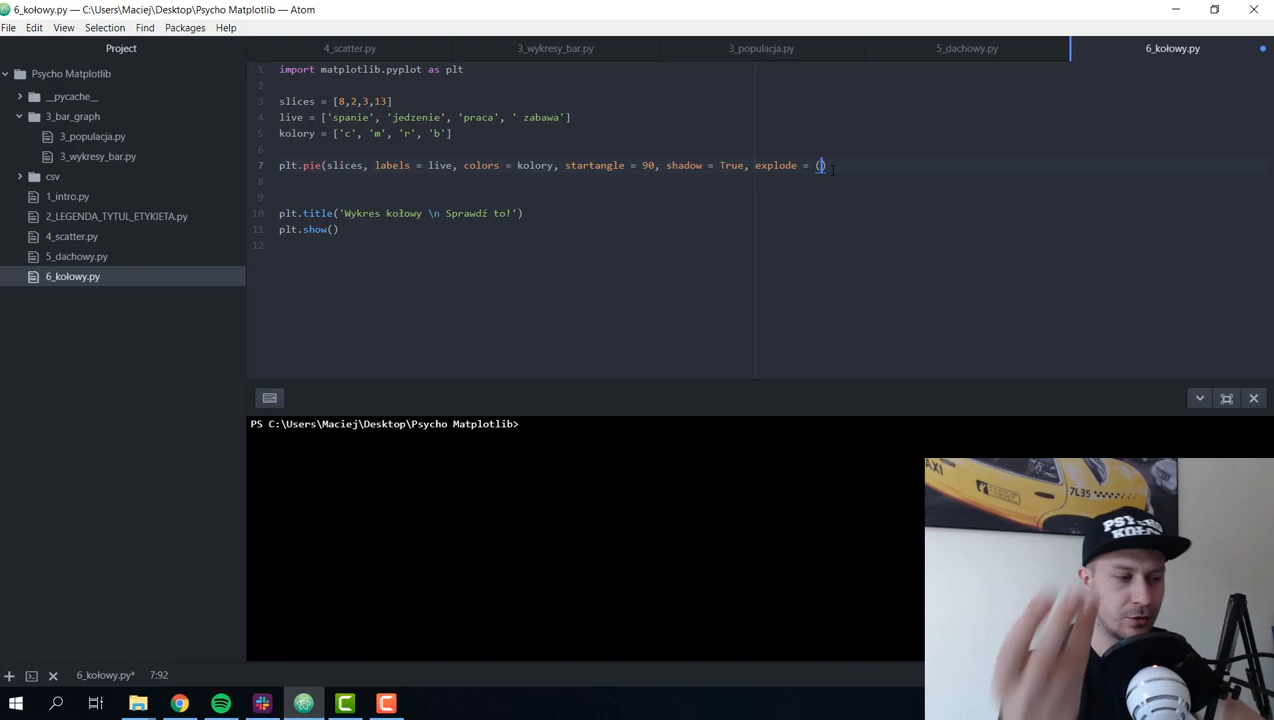 6_kołowy.py — C:\Users\Maciej\Desktop\Psycho Matplotlib — Atom
File Edit View Selection Find Packages Help
Project
4_scatter.py 3_wykresy_bar.py 3_populacja.py 5_dachowy.py 6_kołowy.py
Psycho Matplotlib
__pycache__
3_bar_graph
3_populacja.py
3_wykresy_bar.py
csv
1_intro.py
2_LEGENDA_TYTUL_ETYKIETA.py
4_scatter.py
5_dachowy.py
6_kołowy.py
1 import matplotlib.pyplot as plt
2
3 slices = [8,2,3,13]
4 live = ['spanie', 'jedzenie', 'praca', ' zabawa']
5 kolory = ['c', 'm', 'r', 'b']
6
7 plt.pie(slices, labels = live, colors = kolory, startangle = 90, shadow = True, explode = ()
8
9
10 plt.title('Wykres kołowy \n Sprawdź to!')
11 plt.show()
12
PS C:\Users\Maciej\Desktop\Psycho Matplotlib>
AXI
7L35
PSYCHO
KOŁO
6_kołowy.py* 7:92